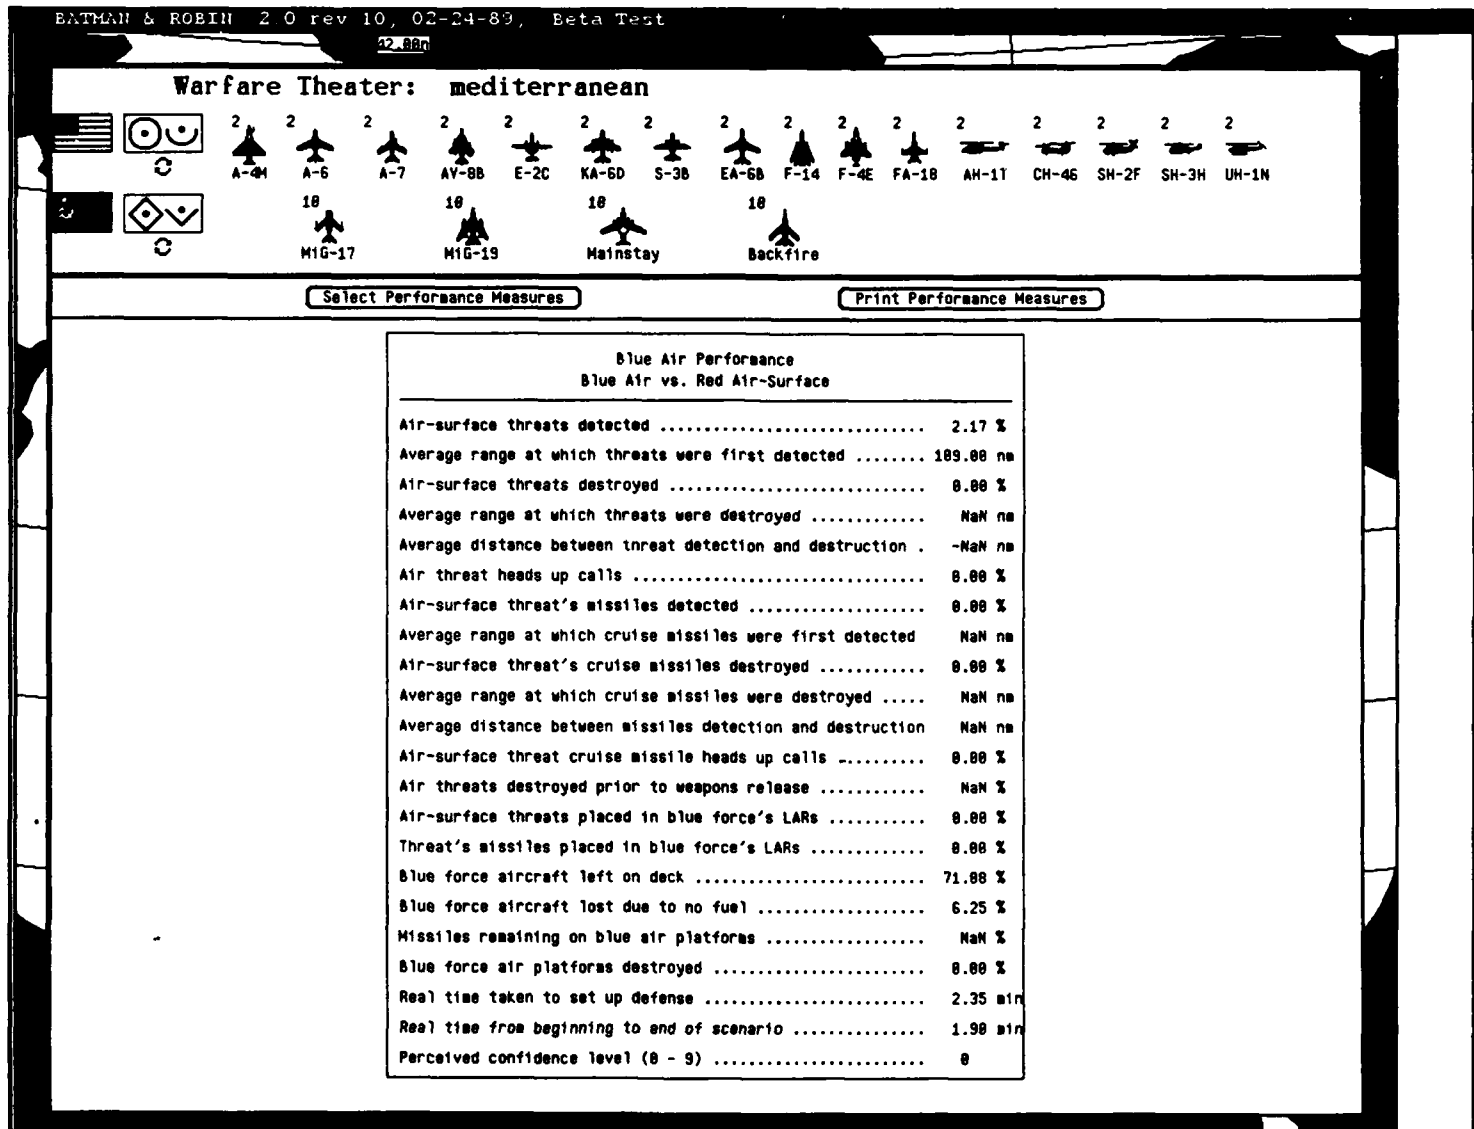 BATMAN & ROBIN 2.0 rev 10, 02-24-89, Beta Test
42.00n
Warfare Theater: mediterranean
2 2 2 2 2 2 2 2 2 2 2 2 2 2 2 2
A-4M A-6 A-7 AV-8B E-2C KA-6D S-3B EA-6B F-14 F-4E FA-18 AH-1T CH-46 SH-2F SH-3H UH-1N
10 10 10 10
MiG-17 MiG-19 Mainstay Backfire
Select Performance Measures Print Performance Measures
Blue Air Performance
Blue Air vs. Red Air-Surface
Air-surface threats detected ............................. 2.17 %
Average range at which threats were first detected ........ 109.00 nm
Air-surface threats destroyed ............................ 0.00 %
Average range at which threats were destroyed ............. NaN nm
Average distance between threat detection and destruction . -NaN nm
Air threat heads up calls ................................ 0.00 %
Air-surface threat's missiles detected .................... 0.00 %
Average range at which cruise missiles were first detected NaN nm
Air-surface threat's cruise missiles destroyed ............ 0.00 %
Average range at which cruise missiles were destroyed ..... NaN nm
Average distance between missiles detection and destruction NaN nm
Air-surface threat cruise missile heads up calls .......... 0.00 %
Air threats destroyed prior to weapons release ............ NaN %
Air-surface threats placed in blue force's LARs ........... 0.00 %
Threat's missiles placed in blue force's LARs ............. 0.00 %
Blue force aircraft left on deck ......................... 71.88 %
Blue force aircraft lost due to no fuel ................... 6.25 %
Missiles remaining on blue air platforms .................. NaN %
Blue force air platforms destroyed ....................... 0.00 %
Real time taken to set up defense ........................ 2.35 min
Real time from beginning to end of scenario ............... 1.90 min
Perceived confidence level (0 - 9) ....................... 0